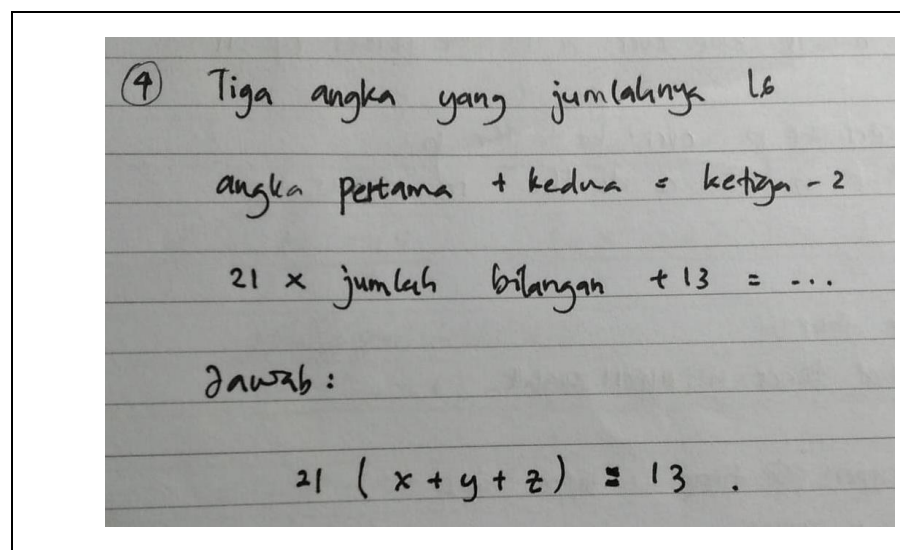 ④ Tiga angka yang jumlahnya 16
angka pertama + kedua = ketiga - 2
21 x jumlah bilangan + 13 = ...
Jawab :
21 ( x + y + z ) = 13 .